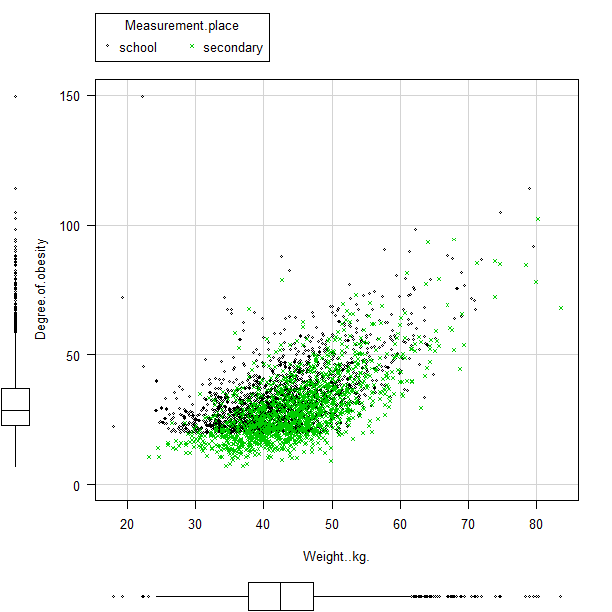 Measurement.place
school secondary
150
100
50
0
Degree.of.obesity
20 30 40 50 60 70 80
Weight..kg.